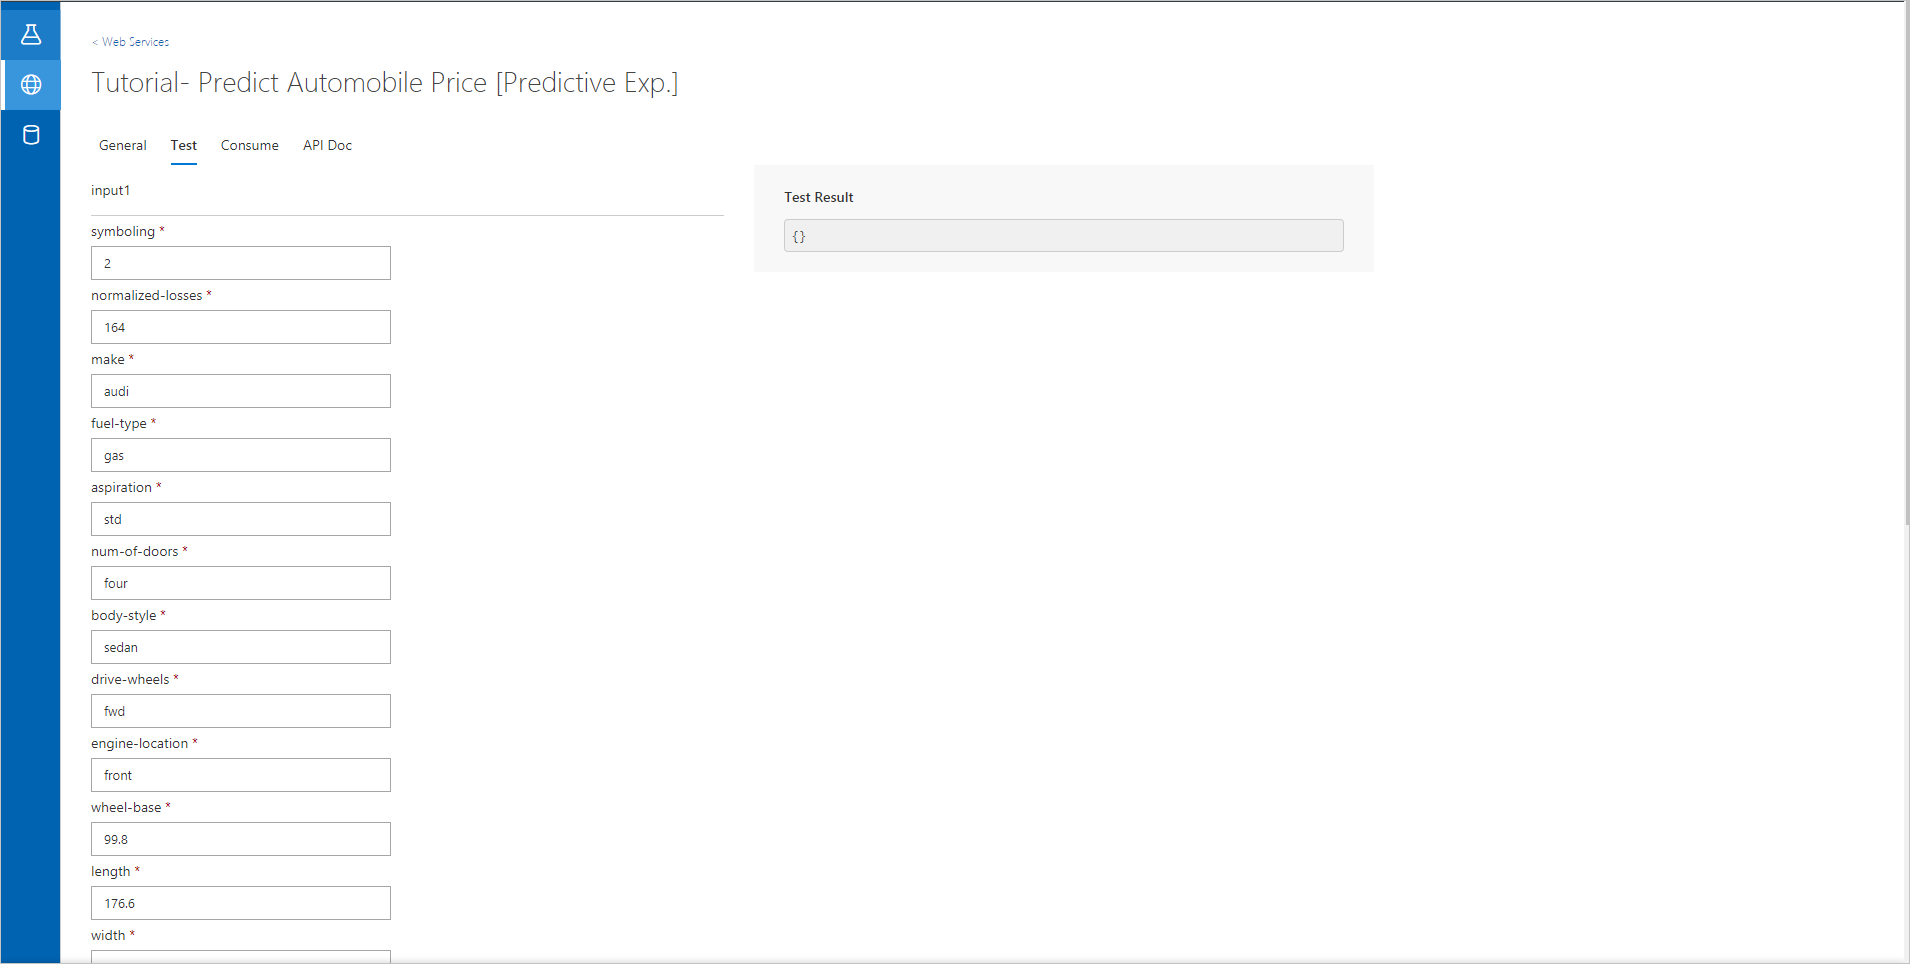 < Web Services
Tutorial- Predict Automobile Price [Predictive Exp.]
General Test Consume API Doc
input1
symboling *
2
normalized-losses *
164
make *
audi
fuel-type *
gas
aspiration *
std
num-of-doors *
four
body-style *
sedan
drive-wheels *
fwd
engine-location *
front
wheel-base *
99.8
length *
176.6
width *
Test Result
{}